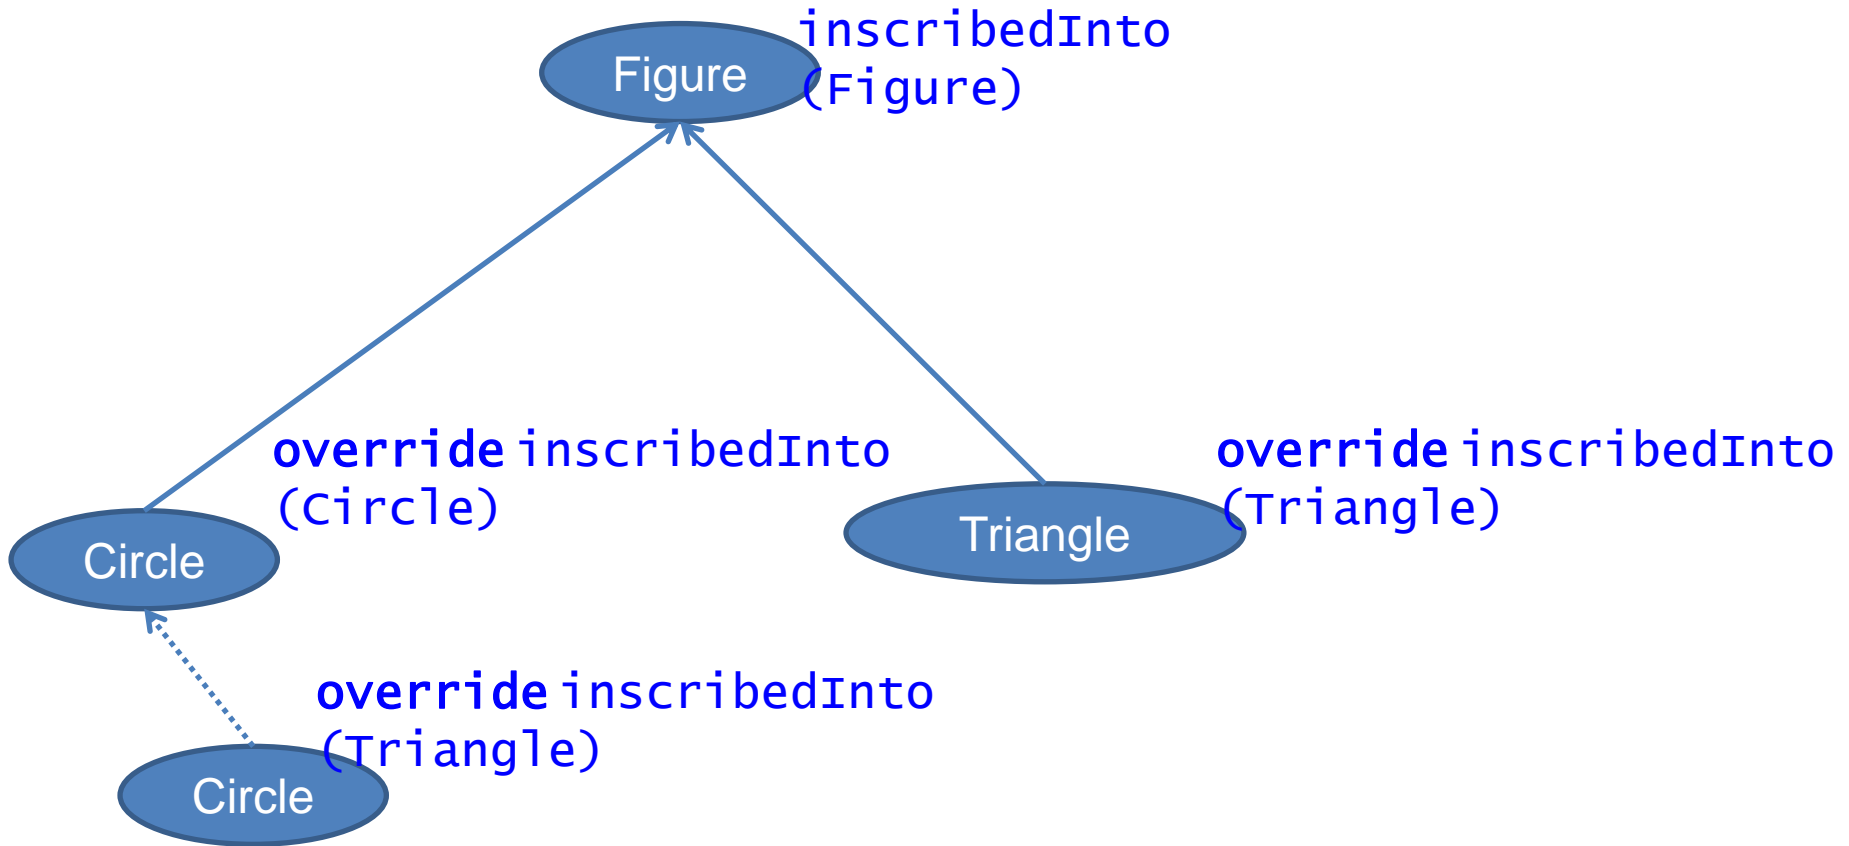 inscribedInto
Figure
(Figure)
override inscribedInto
(Circle)
override inscribedInto
(Triangle)
Circle
Triangle
override inscribedInto
(Triangle)
Circle